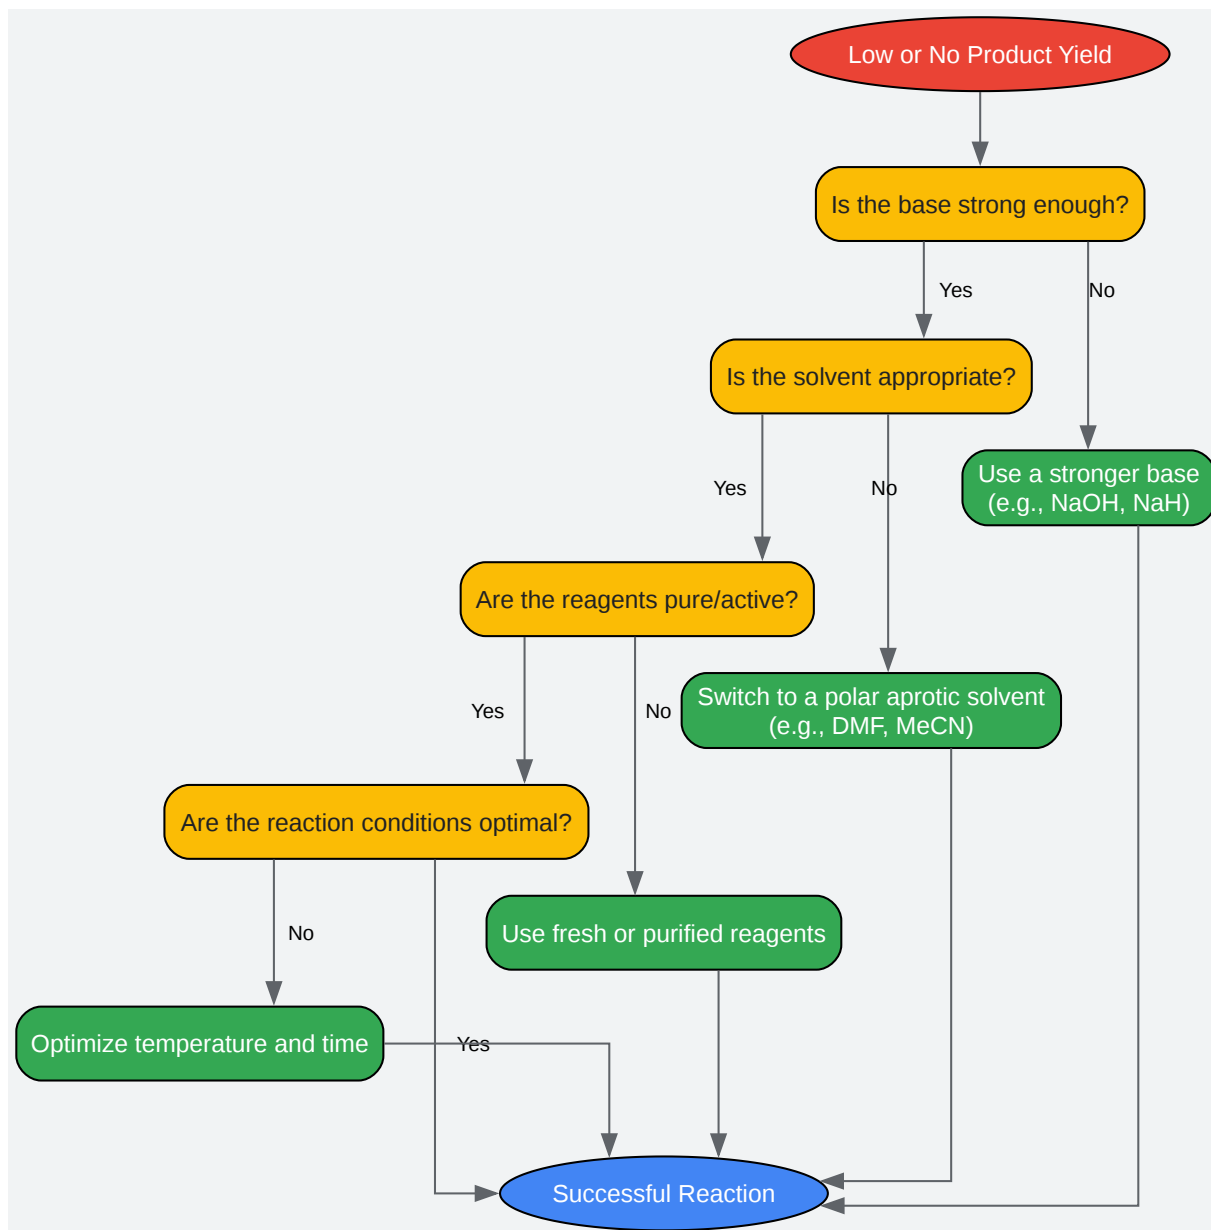 Low or No Product Yield
Is the base strong enough?
Yes
No
Is the solvent appropriate?
Use a stronger base
(e.g., NaOH, NaH)
Yes
No
Are the reagents pure/active?
Switch to a polar aprotic solvent
(e.g., DMF, MeCN)
Yes
No
Are the reaction conditions optimal?
Use fresh or purified reagents
No
Optimize temperature and time
Yes
Successful Reaction